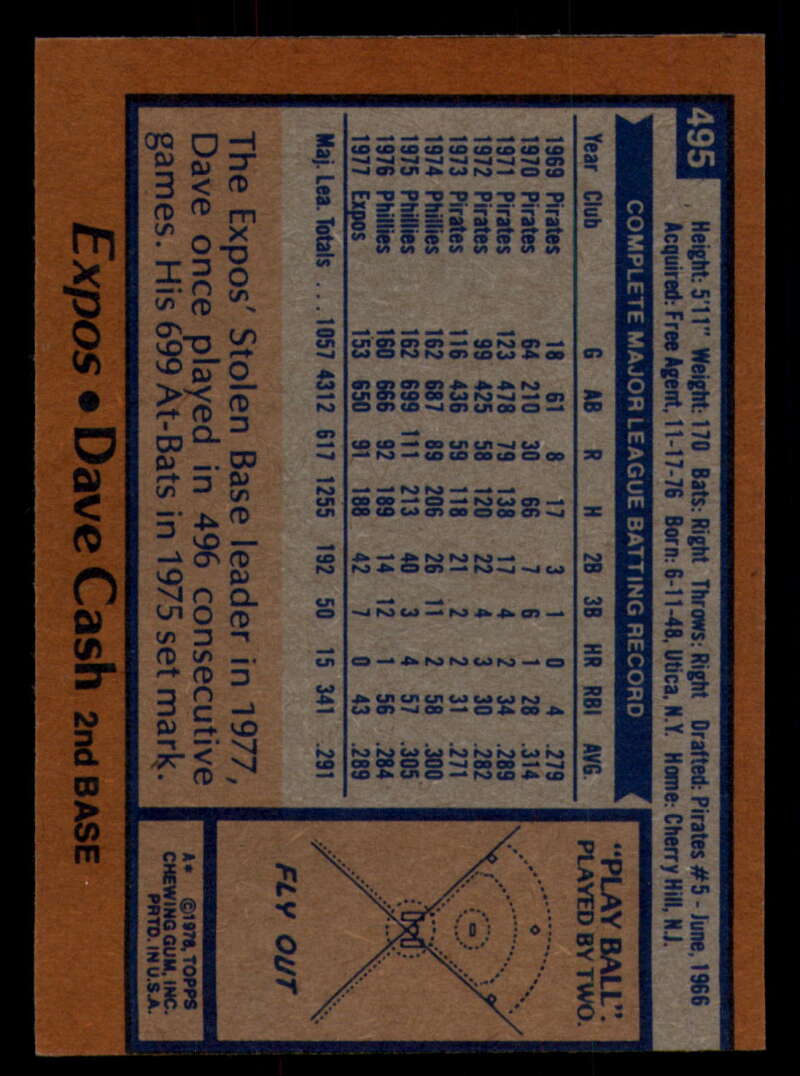 495
Height: 5'11" Weight: 170 Bats: Right Throws: Right Drafted: Pirates #5 - June, 1966
Acquired: Free Agent, 11-17-76 Born: 6-11-48, Utica, N.Y. Home: Cherry Hill, N.J.
COMPLETE MAJOR LEAGUE BATTING RECORD
Year Club G AB R H 2B 3B HR RBI AVG.
1969 Pirates 18 61 8 17 3 1 0 4 .279
1970 Pirates 64 210 30 66 7 6 1 28 .314
1971 Pirates 123 478 79 138 17 4 2 34 .289
1972 Pirates 99 425 58 120 22 4 3 30 .282
1973 Pirates 116 436 59 118 21 2 2 31 .271
1974 Phillies 162 687 89 206 26 11 2 58 .300
1975 Phillies 162 699 111 213 40 3 4 57 .305
1976 Phillies 160 666 92 189 14 12 1 56 .284
1977 Expos 153 650 91 188 42 7 0 43 .289
Maj. Lea. Totals ... 1057 4312 617 1255 192 50 15 341 .291
The Expos' Stolen Base leader in 1977,
Dave once played in 496 consecutive
games. His 699 At-Bats in 1975 set mark.
"PLAY BALL".
PLAYED BY TWO.
FLY OUT
A* ©1978, TOPPS
CHEWING GUM, INC.
PRTD. IN U.S.A.
Expos • Dave Cash 2nd BASE